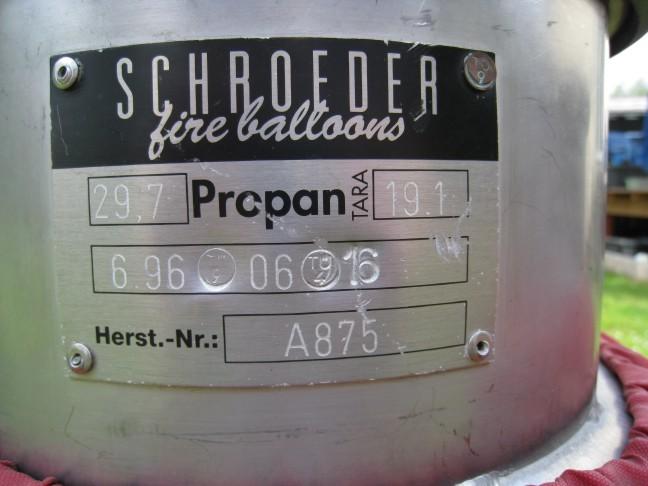 SCHROEDER
fire balloons
29,7 Propan TARA 19.1
6.96 06 16
Herst.-Nr.: A875